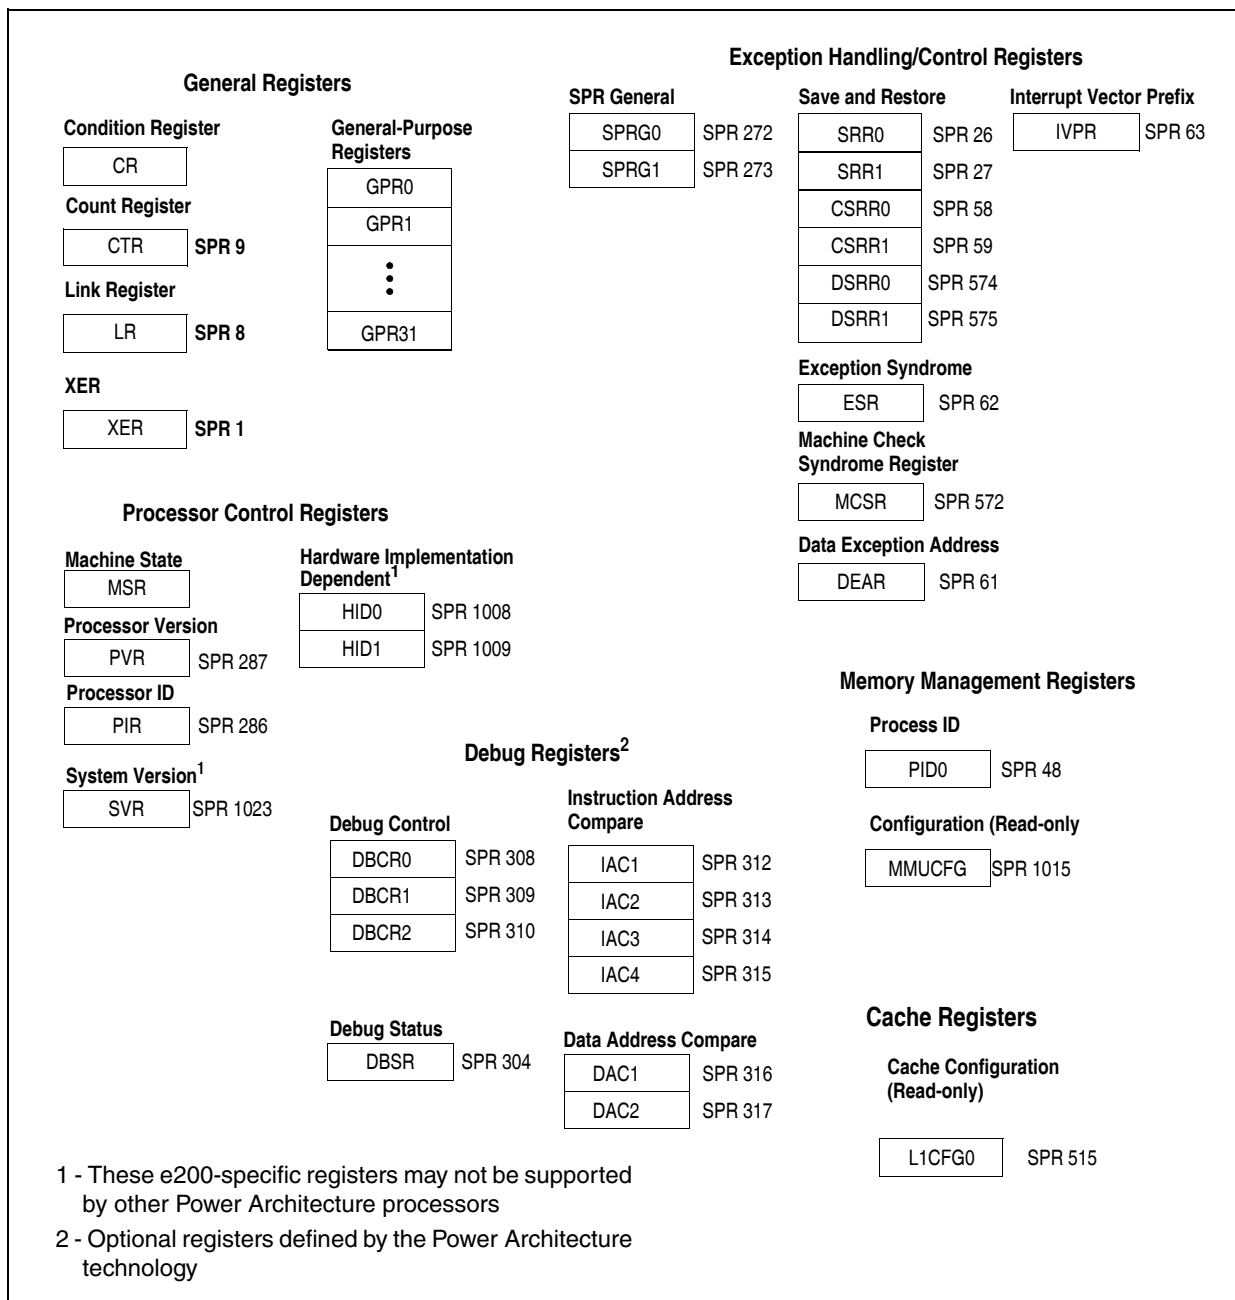 General Registers
Condition Register
CR
Count Register
CTR SPR 9
Link Register
LR SPR 8
XER
XER SPR 1
General-Purpose
Registers
GPR0
GPR1
GPR31
Exception Handling/Control Registers
SPR General
SPRG0 SPR 272
SPRG1 SPR 273
Save and Restore
SRR0 SPR 26
SRR1 SPR 27
CSRR0 SPR 58
CSRR1 SPR 59
DSRR0 SPR 574
DSRR1 SPR 575
Interrupt Vector Prefix
IVPR SPR 63
Exception Syndrome
ESR SPR 62
Machine Check
Syndrome Register
MCSR SPR 572
Data Exception Address
DEAR SPR 61
Processor Control Registers
Machine State
MSR
Processor Version
PVR SPR 287
Processor ID
PIR SPR 286
System Version1
SVR SPR 1023
Hardware Implementation
Dependent1
HID0 SPR 1008
HID1 SPR 1009
Memory Management Registers
Process ID
PID0 SPR 48
Configuration (Read-only
MMUCFG SPR 1015
Debug Registers2
Debug Control
DBCR0 SPR 308
DBCR1 SPR 309
DBCR2 SPR 310
Instruction Address
Compare
IAC1 SPR 312
IAC2 SPR 313
IAC3 SPR 314
IAC4 SPR 315
Debug Status
DBSR SPR 304
Data Address Compare
DAC1 SPR 316
DAC2 SPR 317
Cache Registers
Cache Configuration
(Read-only)
L1CFG0 SPR 515
1 - These e200-specific registers may not be supported
by other Power Architecture processors
2 - Optional registers defined by the Power Architecture
technology